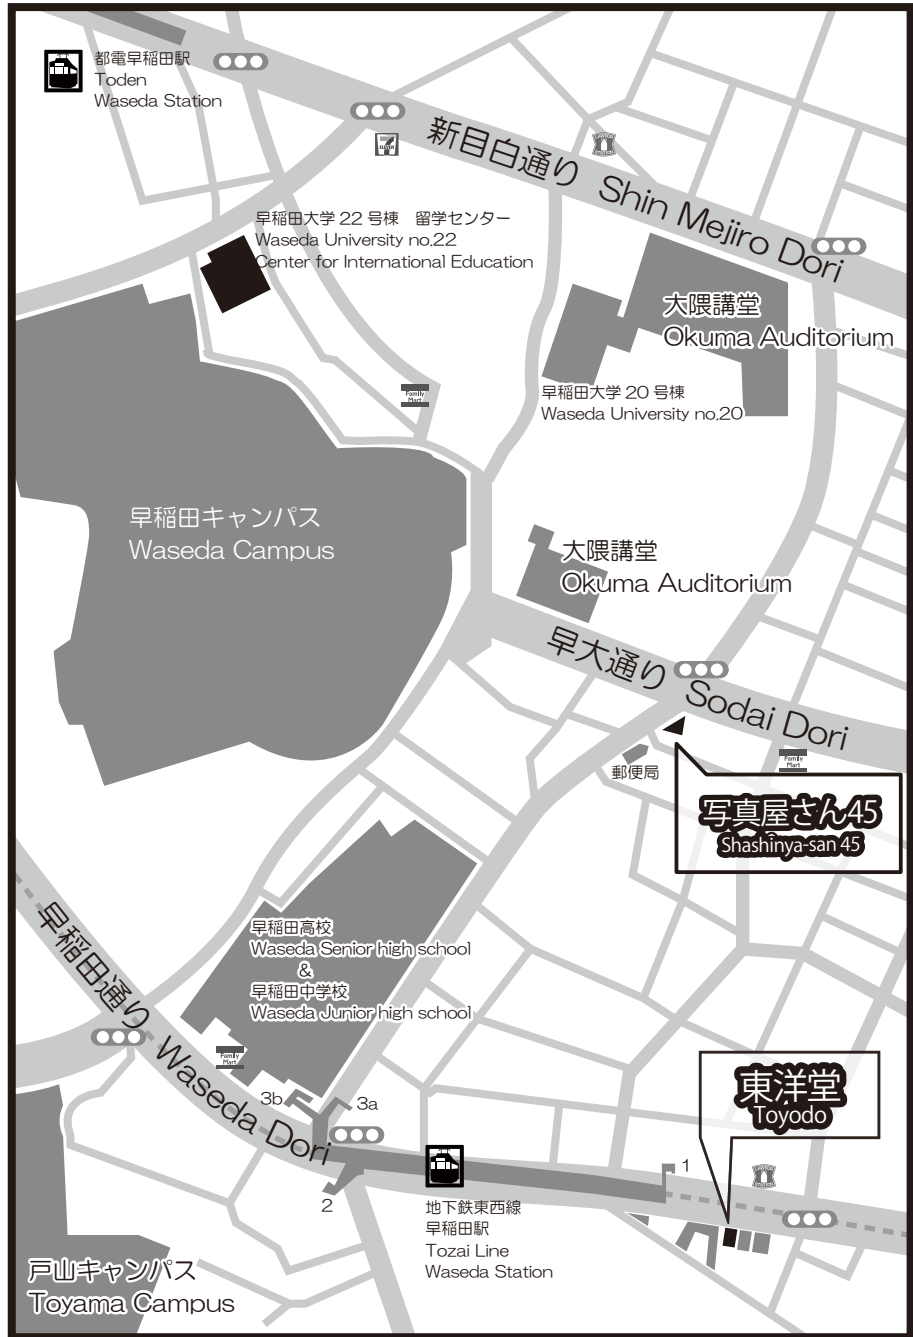 都電早稲田駅
Toden
Waseda Station
新目白通り Shin Mejiro Dori
早稲田大学 22 号棟 留学センター
Waseda University no.22
Center for International Education
大隈講堂
Okuma Auditorium
早稲田大学 20 号棟
Waseda University no.20
Family
Mart
早稲田キャンパス
Waseda Campus
大隈講堂
Okuma Auditorium
早大通り Sodai Dori
郵便局
Family
Mart
写真屋さん45
Shashinya-san 45
早稲田高校
Waseda Senior high school
&
早稲田中学校
Waseda Junior high school
早稲田通り Waseda Dori
Family
Mart
3b
3a
東洋堂
Toyodo
1
2
地下鉄東西線
早稲田駅
Tozai Line
Waseda Station
戸山キャンパス
Toyama Campus